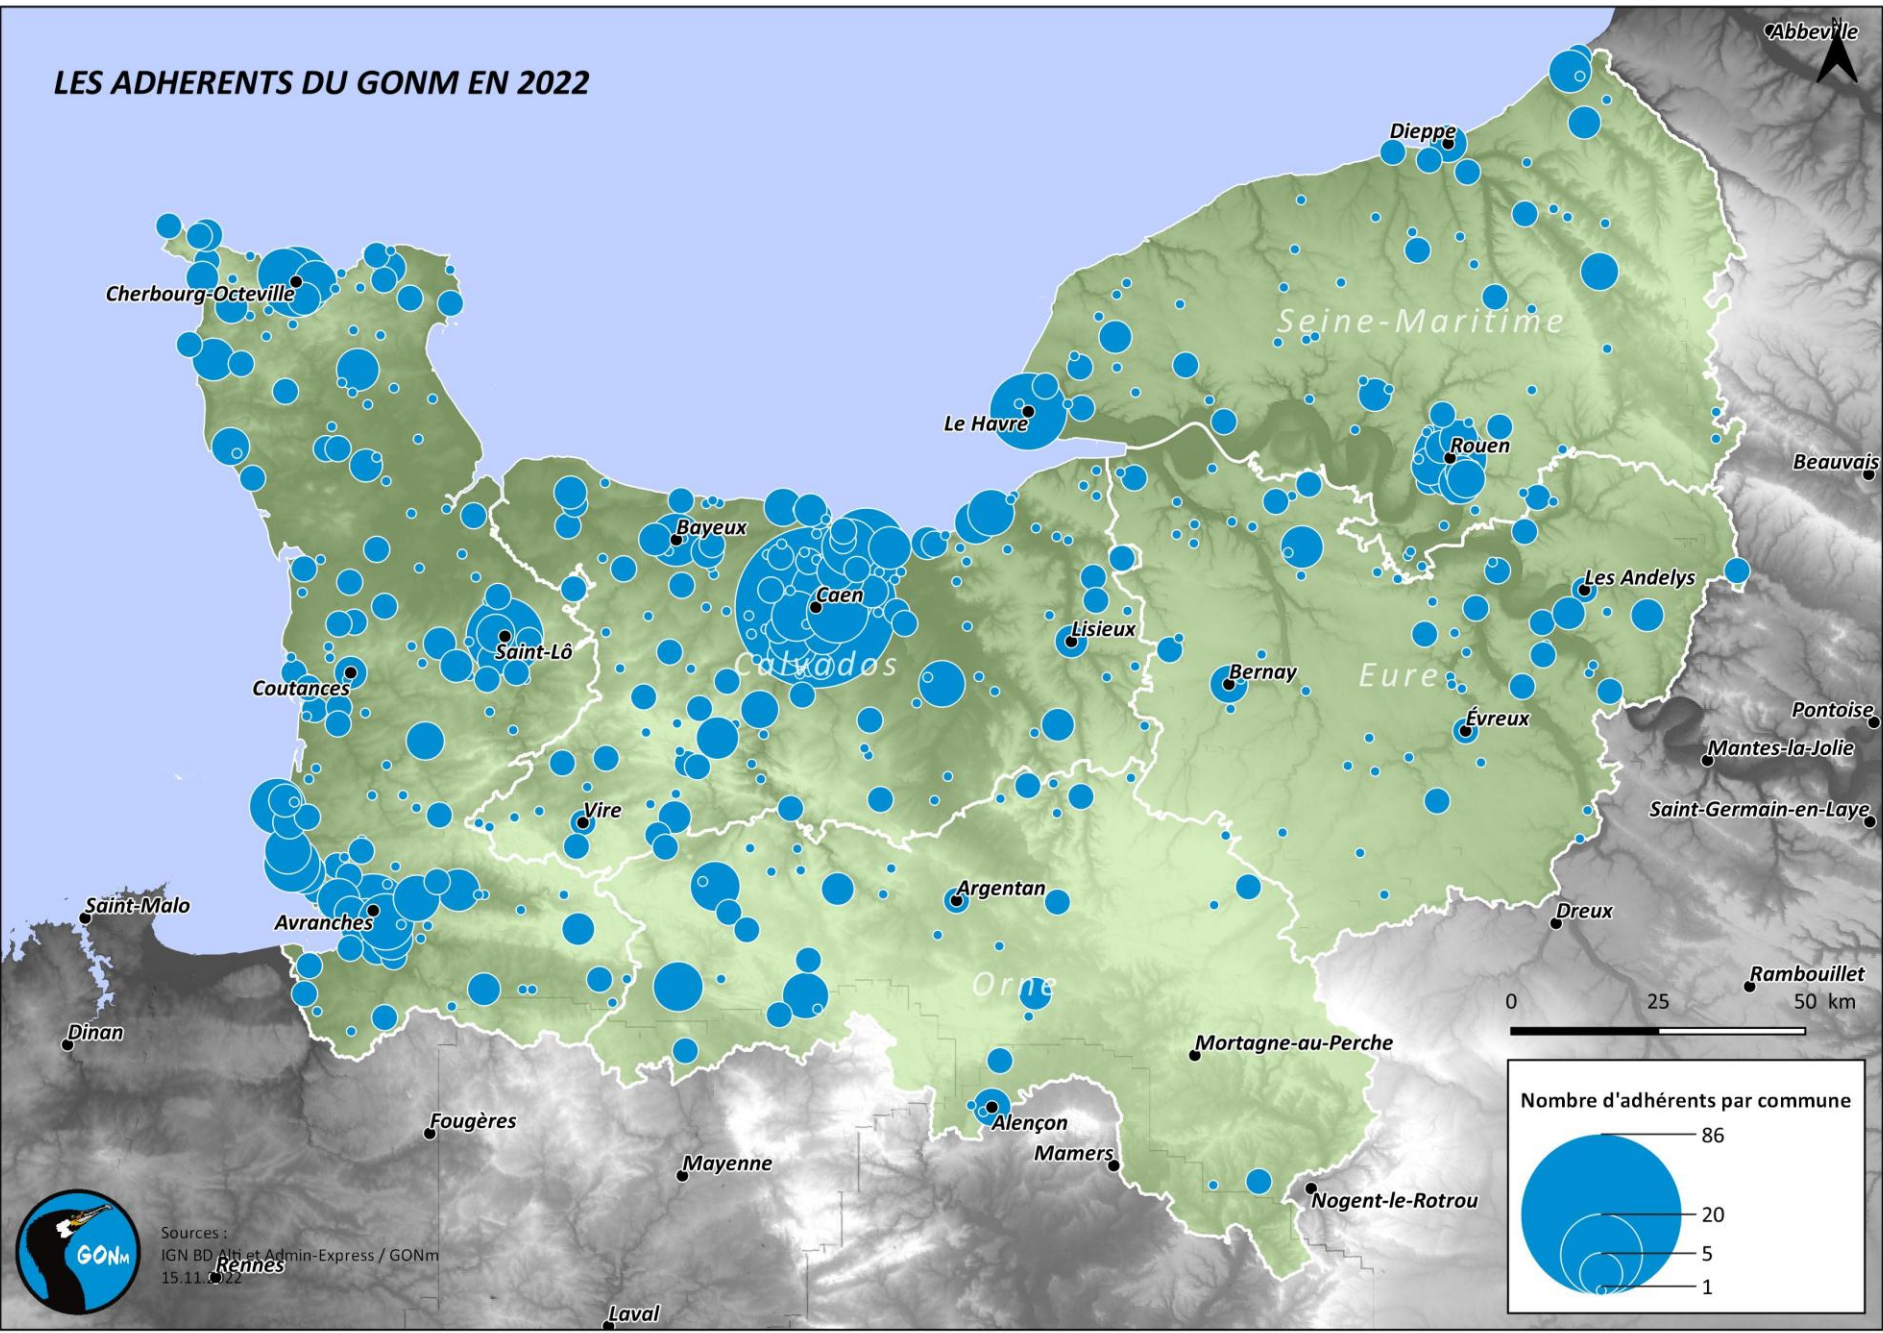 N
Abbeville
LES ADHERENTS DU GONM EN 2022
Dieppe
Cherbourg-Octeville
Seine-Maritime
Le Havre
Rouen
Beauvais
Bayeux
Les Andelys
Caen
Lisieux
Saint-Lô
Calvados
Bernay
Eure
Coutances
Pontoise
Évreux
Mantes-la-Jolie
Vire
Saint-Germain-en-Laye
Argentan
Saint-Malo
Avranches
Dreux
Rambouillet
Orne
0 25 50 km
Dinan
Mortagne-au-Perche
Nombre d'adhérents par commune
Fougères
Alençon
86
Mamers
Mayenne
Nogent-le-Rotrou
20
Sources :
GONm
IGN BD Alti et Admin-Express / GONm
5
Rennes
15.11.2022
1
Laval